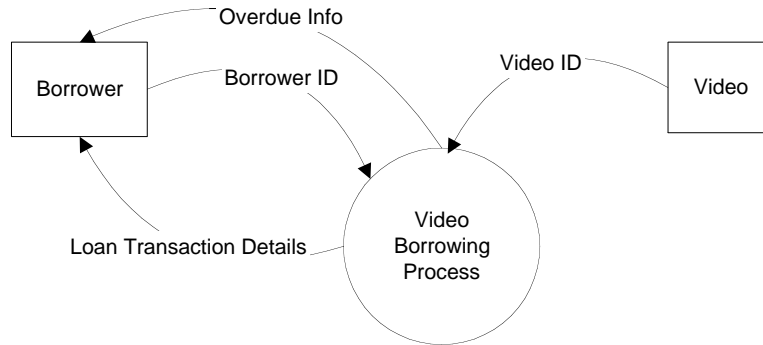 Overdue Info
Borrower
Borrower ID
Video ID
Video
Video
Borrowing
Process
Loan Transaction Details